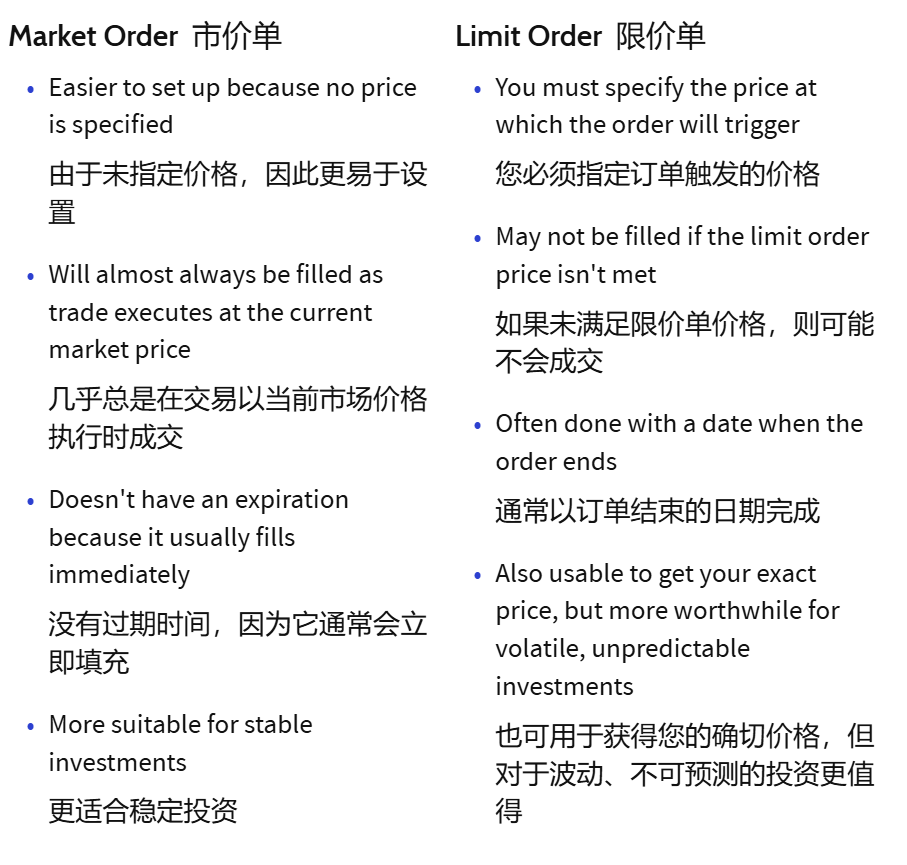 Market Order 市价单
• Easier to set up because no price
is specified
由于未指定价格，因此更易于设
置
• Will almost always be filled as
trade executes at the current
market price
几乎总是在交易以当前市场价格
执行时成交
• Doesn't have an expiration
because it usually fills
immediately
没有过期时间，因为它通常会立
即填充
• More suitable for stable
investments
更适合稳定投资
Limit Order 限价单
• You must specify the price at
which the order will trigger
您必须指定订单触发的价格
• May not be filled if the limit order
price isn't met
如果未满足限价单价格，则可能
不会成交
• Often done with a date when the
order ends
通常以订单结束的日期完成
• Also usable to get your exact
price, but more worthwhile for
volatile, unpredictable
investments
也可用于获得您的确切价格，但
对于波动、不可预测的投资更值
得